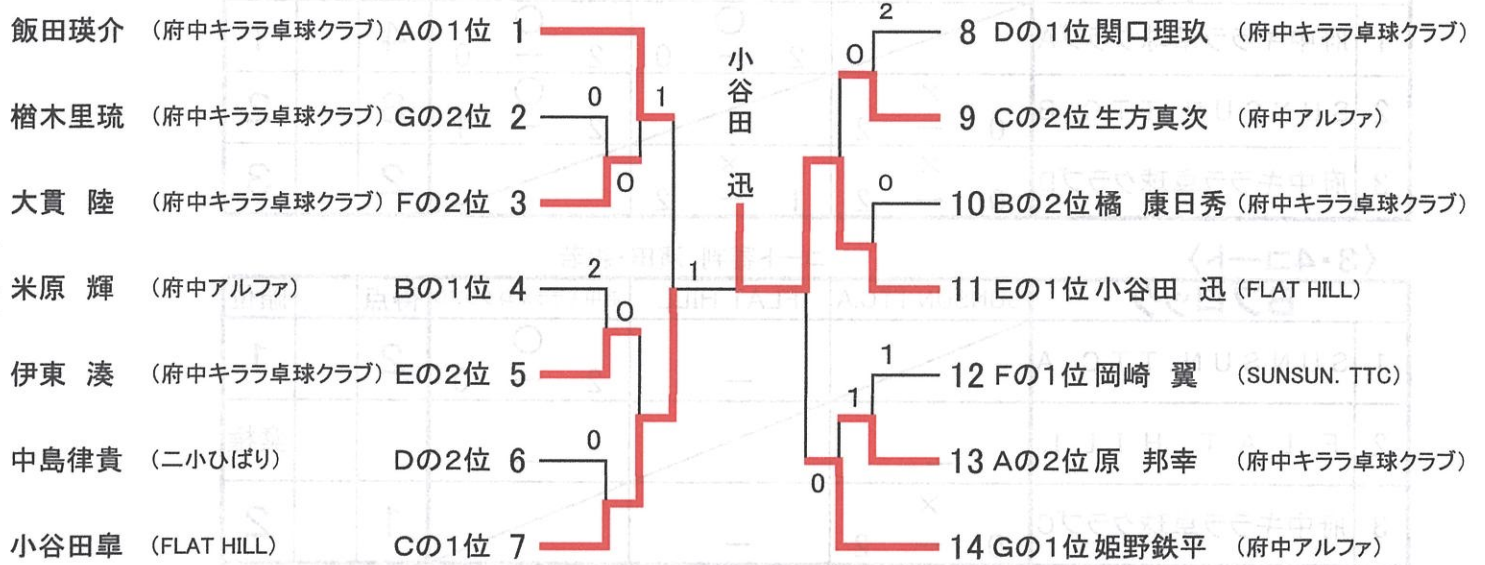 飯田瑛介 (府中キララ卓球クラブ) Aの1位 1
楢木里琉 (府中キララ卓球クラブ) Gの2位 2
大貫 陸 (府中キララ卓球クラブ) Fの2位 3
米原 輝 (府中アルファ) Bの1位 4
伊東 湊 (府中キララ卓球クラブ) Eの2位 5
中島律貴 (二小ひばり) Dの2位 6
小谷田皐 (FLAT HILL) Cの1位 7
0
1
0
2
0
0
1
小谷田 迅
2
0
0
1
1
0
8 Dの1位 関口理玖 (府中キララ卓球クラブ)
9 Cの2位 生方真次 (府中アルファ)
10 Bの2位 橘 康日秀 (府中キララ卓球クラブ)
11 Eの1位 小谷田 迅 (FLAT HILL)
12 Fの1位 岡崎 翼 (SUNSUN. TTC)
13 Aの2位 原 邦幸 (府中キララ卓球クラブ)
14 Gの1位 姫野鉄平 (府中アルファ)